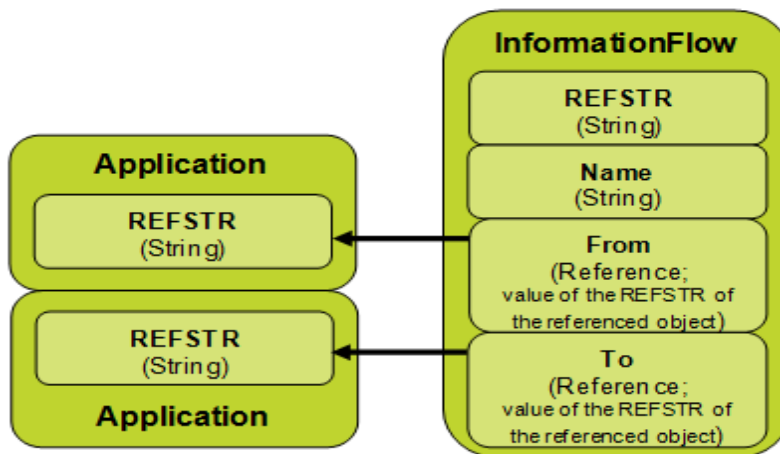 Application
REFSTR
(String)
REFSTR
(String)
Application
InformationFlow
REFSTR
(String)
Name
(String)
From
(Reference;
value of the REFSTR of
the referenced object)
To
(Reference;
value of the REFSTR of
the referenced object)